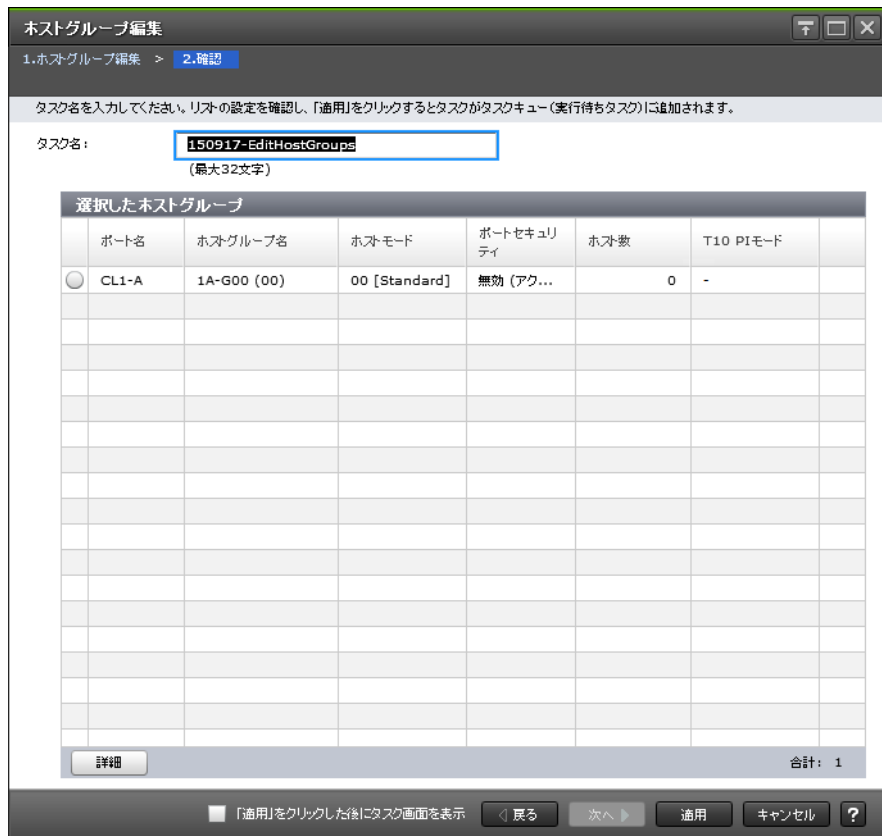 ホストグループ編集
1.ホストグループ編集 > 2.確認
タスク名を入力してください。リストの設定を確認し、「適用」をクリックするとタスクがタスクキュー(実行待ちタスク)に追加されます。
タスク名: 150917-EditHostGroups
(最大32文字)
選択したホストグループ
ポート名 ホストグループ名 ホストモード ポートセキュリティ ホスト数 T10 PIモード
CL1-A 1A-G00 (00) 00 [Standard] 無効 (アク... 0 -
詳細 合計: 1
「適用」をクリックした後にタスク画面を表示 戻る 次へ 適用 キャンセル ?